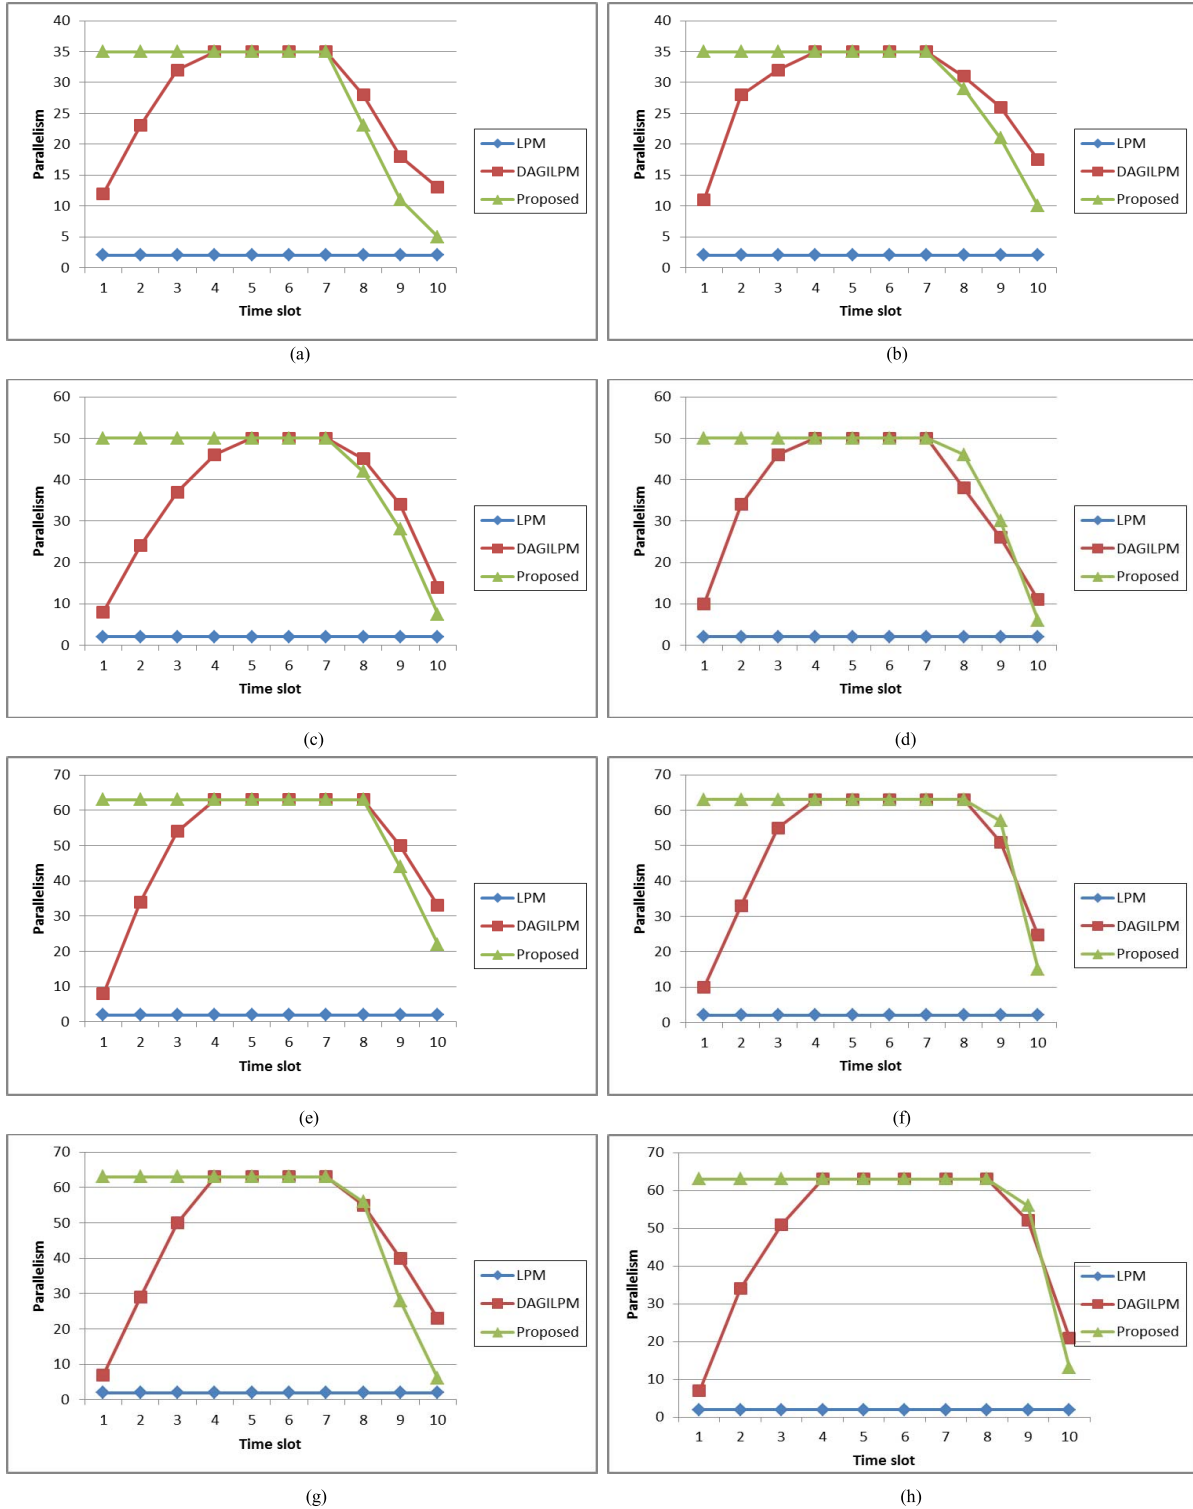 40
35
30
25
20
15
10
5
0
Parallelism
1 2 3 4 5 6 7 8 9 10
Time slot
LPM
DAGILPM
Proposed
(a)
40
35
30
25
20
15
10
5
0
Parallelism
1 2 3 4 5 6 7 8 9 10
Time slot
LPM
DAGILPM
Proposed
(b)
60
50
40
30
20
10
0
Parallelism
1 2 3 4 5 6 7 8 9 10
Time slot
LPM
DAGILPM
Proposed
(c)
60
50
40
30
20
10
0
Parallelism
1 2 3 4 5 6 7 8 9 10
Time slot
LPM
DAGILPM
Proposed
(d)
70
60
50
40
30
20
10
0
Parallelism
1 2 3 4 5 6 7 8 9 10
Time slot
LPM
DAGILPM
Proposed
(e)
70
60
50
40
30
20
10
0
Parallelism
1 2 3 4 5 6 7 8 9 10
Time slot
LPM
DAGILPM
Proposed
(f)
70
60
50
40
30
20
10
0
Parallelism
1 2 3 4 5 6 7 8 9 10
Time slot
LPM
DAGILPM
Proposed
(g)
70
60
50
40
30
20
10
0
Parallelism
1 2 3 4 5 6 7 8 9 10
Time slot
LPM
DAGILPM
Proposed
(h)